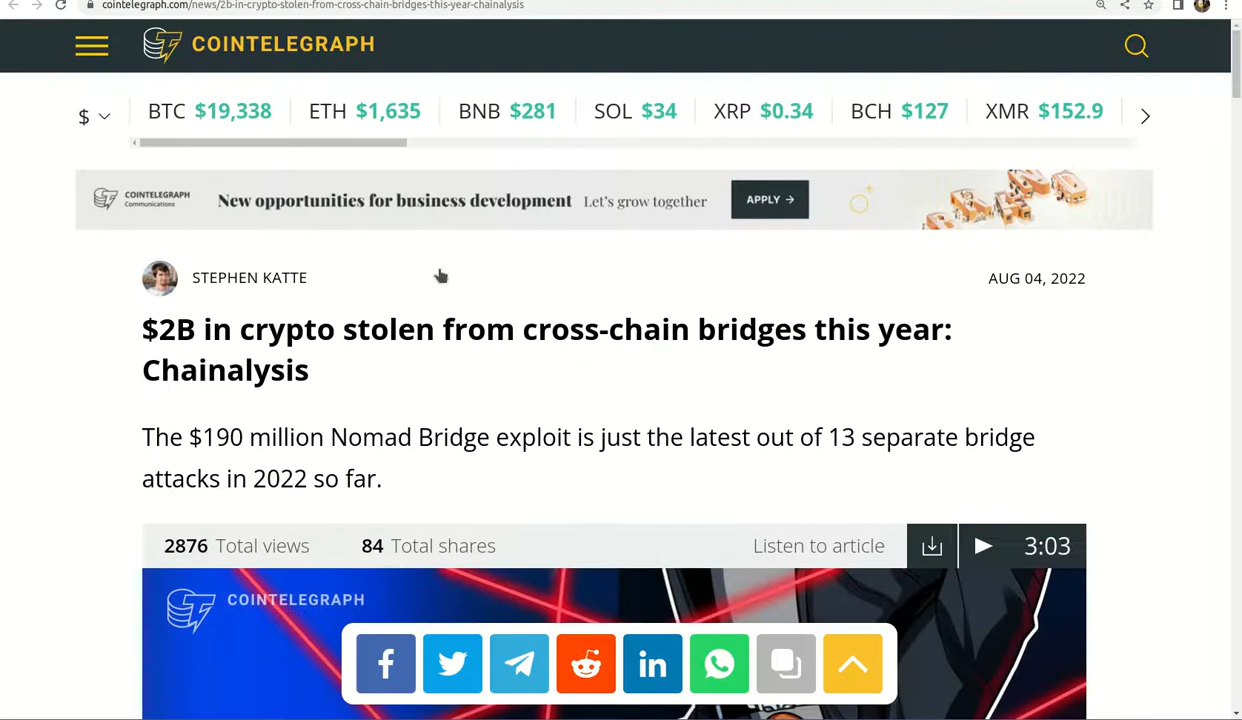 cointelegraph.com/news/2b-in-crypto-stolen-from-cross-chain-bridges-this-year-chainalysis
COINTELEGRAPH
$ BTC $19,338 ETH $1,635 BNB $281 SOL $34 XRP $0.34 BCH $127 XMR $152.9
COINTELEGRAPH
Communications
New opportunities for business development Let's grow together APPLY →
STEPHEN KATTE AUG 04, 2022
$2B in crypto stolen from cross-chain bridges this year:
Chainalysis
The $190 million Nomad Bridge exploit is just the latest out of 13 separate bridge
attacks in 2022 so far.
2876 Total views 84 Total shares Listen to article 3:03
COINTELEGRAPH